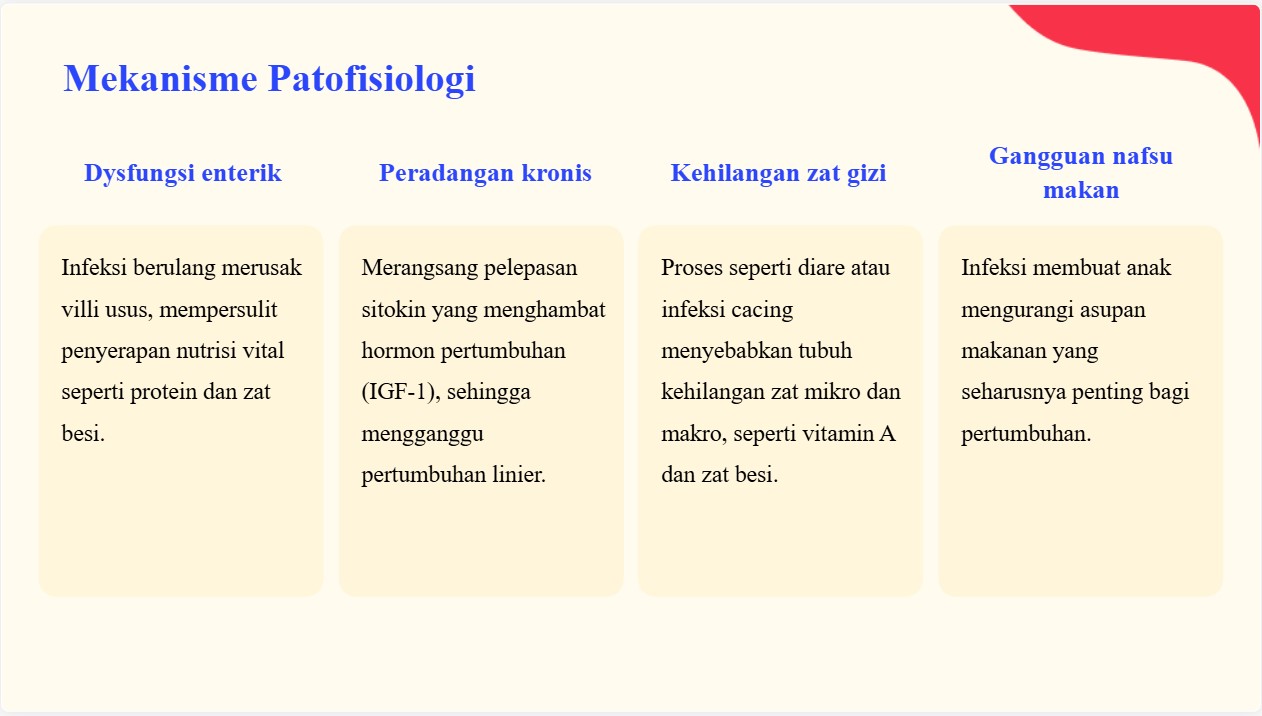 Mekanisme Patofisiologi
Dysfungsi enterik
Infeksi berulang merusak
villi usus, mempersulit
penyerapan nutrisi vital
seperti protein dan zat
besi.
Peradangan kronis
Merangsang pelepasan
sitokin yang menghambat
hormon pertumbuhan
(IGF-1), sehingga
mengganggu
pertumbuhan linier.
Kehilangan zat gizi
Proses seperti diare atau
infeksi cacing
menyebabkan tubuh
kehilangan zat mikro dan
makro, seperti vitamin A
dan zat besi.
Gangguan nafsu
makan
Infeksi membuat anak
mengurangi asupan
makanan yang
seharusnya penting bagi
pertumbuhan.